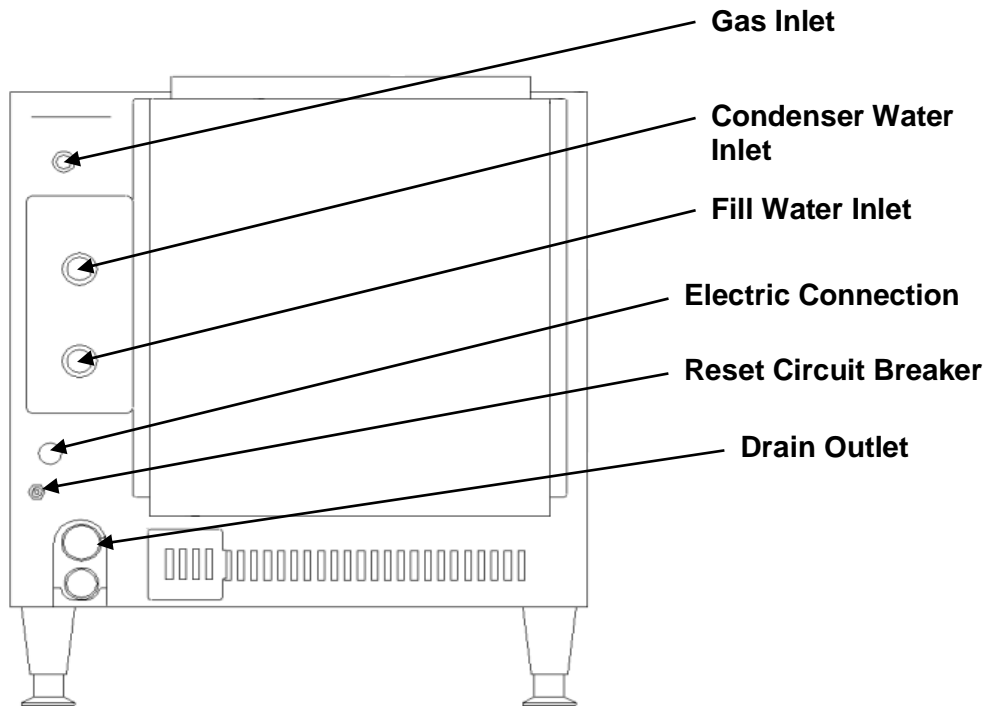 Gas Inlet
Condenser Water
Inlet
Fill Water Inlet
Electric Connection
Reset Circuit Breaker
Drain Outlet